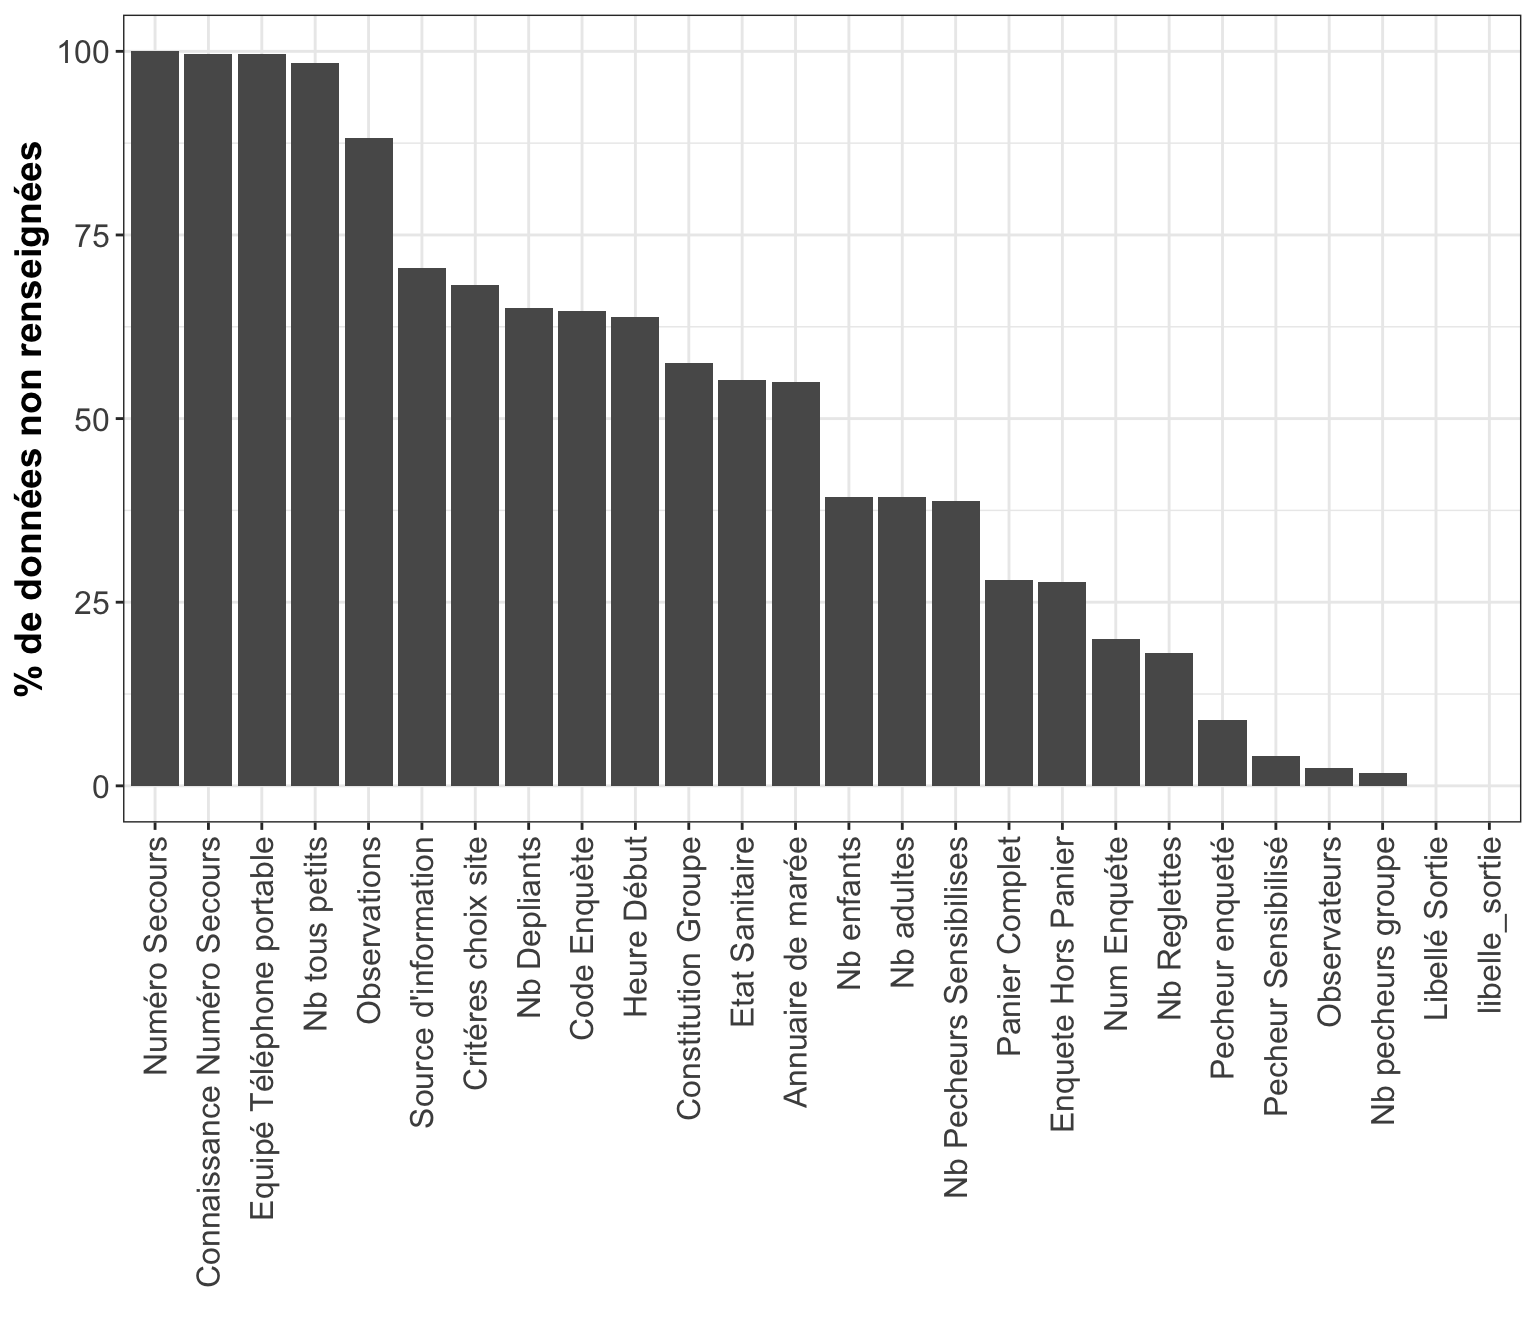 % de données non renseignées
100
75
50
25
0
Numéro Secours
Connaissance Numéro Secours
Equipé Téléphone portable
Nb tous petits
Observations
Source d'information
Critéres choix site
Nb Depliants
Code Enquète
Heure Début
Constitution Groupe
Etat Sanitaire
Annuaire de marée
Nb enfants
Nb adultes
Nb Pecheurs Sensibilises
Panier Complet
Enquete Hors Panier
Num Enquéte
Nb Reglettes
Pecheur enqueté
Pecheur Sensibilisé
Observateurs
Nb pecheurs groupe
Libellé Sortie
libelle_sortie